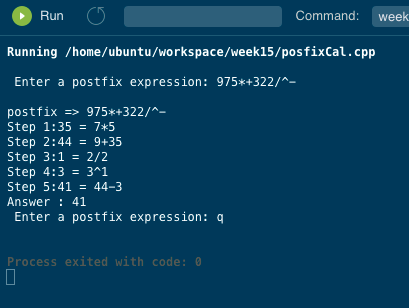 Run Command: week
Running /home/ubuntu/workspace/week15/posfixCal.cpp
Enter a postfix expression: 975*+322/^-
postfix => 975*+322/^-
Step 1:35 = 7*5
Step 2:44 = 9+35
Step 3:1 = 2/2
Step 4:3 = 3^1
Step 5:41 = 44-3
Answer : 41
Enter a postfix expression: q
Process exited with code: 0